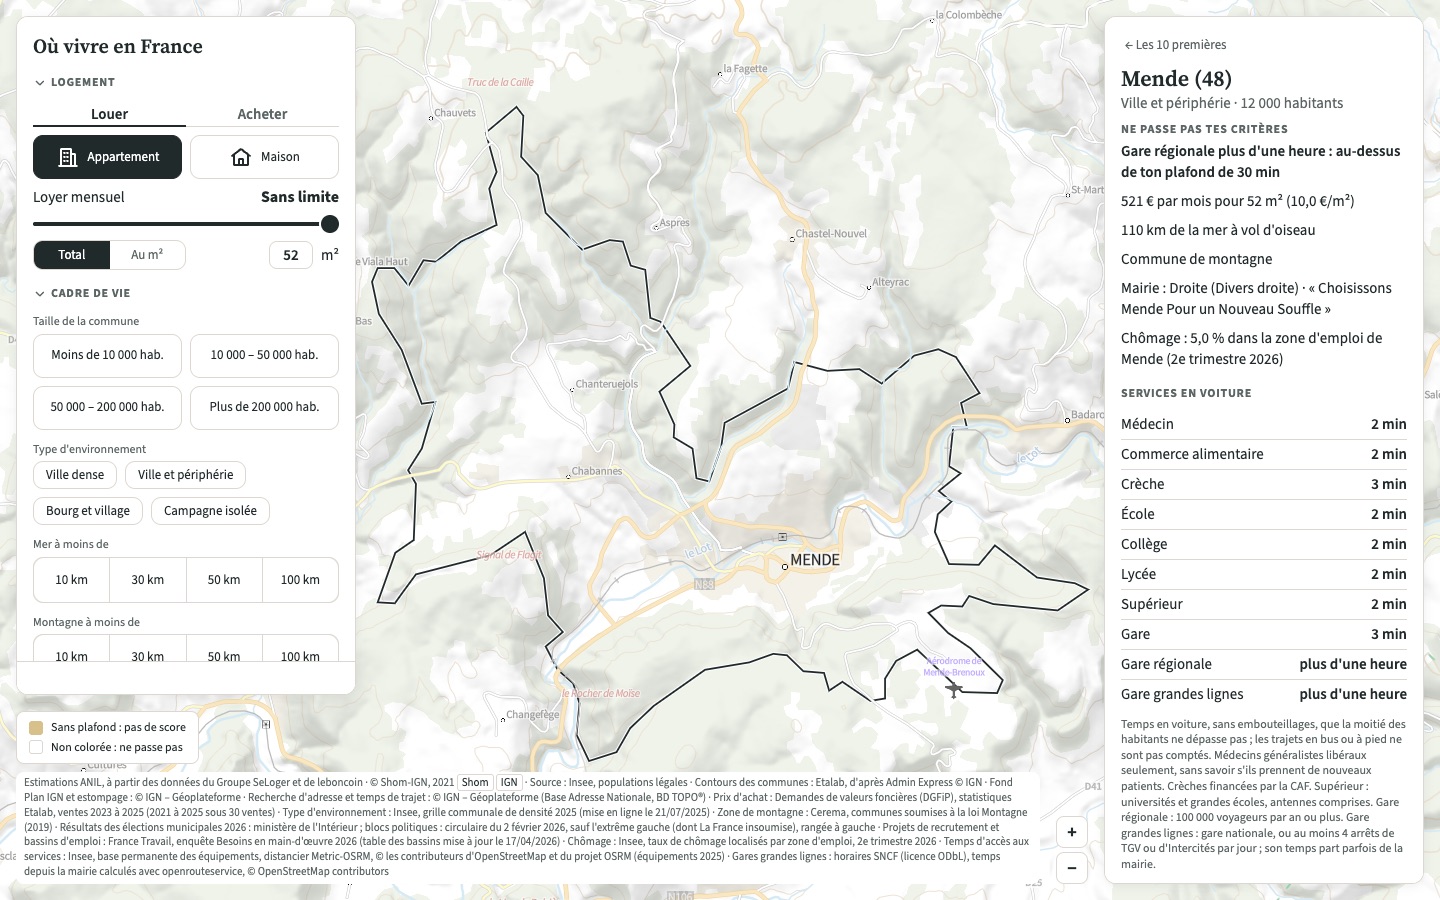 Où vivre en France
LOGEMENT
Louer
Acheter
Appartement
Maison
Loyer mensuel
Sans limite
Total
Au m²
52
m²
CADRE DE VIE
Taille de la commune
Moins de 10 000 hab.
10 000 – 50 000 hab.
50 000 – 200 000 hab.
Plus de 200 000 hab.
Type d'environnement
Ville dense
Ville et périphérie
Bourg et village
Campagne isolée
Mer à moins de
10 km
30 km
50 km
100 km
Montagne à moins de
10 km
30 km
50 km
100 km
Sans plafond : pas de score
Non colorée : ne passe pas
la Colombèche
la Fagette
Truc de la Caille
Chauvets
St-Mart
Aspres
Chastel-Nouvel
e Viala Haut
Alteyrac
Bas
Chanteruejols
Badaro
Chabannes
le Lot
Signal de Flagit
le Lot
MENDE
N88
Aérodrome de
Mende-Brenoux
le Rocher de Moïse
Changefège
Cultures
D41
D25
N106
Estimations ANIL, à partir des données du Groupe SeLoger et de leboncoin · © Shom-IGN, 2021 Shom IGN · Source : Insee, populations légales · Contours des communes : Etalab, d'après Admin Express © IGN · Fond
Plan IGN et estompage : © IGN – Géoplateforme · Recherche d'adresse et temps de trajet : © IGN – Géoplateforme (Base Adresse Nationale, BD TOPO®) · Prix d'achat : Demandes de valeurs foncières (DGFiP), statistiques
Etalab, ventes 2023 à 2025 (2021 à 2025 sous 30 ventes) · Type d'environnement : Insee, grille communale de densité 2025 (mise en ligne le 21/07/2025) · Zone de montagne : Cerema, communes soumises à la loi Montagne
(2019) · Résultats des élections municipales 2026 : ministère de l'Intérieur ; blocs politiques : circulaire du 2 février 2026, sauf l'extrême gauche (dont La France insoumise), rangée à gauche · Projets de recrutement et
bassins d'emploi : France Travail, enquête Besoins en main-d'œuvre 2026 (table des bassins mise à jour le 17/04/2026) · Chômage : Insee, taux de chômage localisés par zone d'emploi, 2e trimestre 2026 · Temps d'accès aux
services : Insee, base permanente des équipements, distancier Metric-OSRM, © les contributeurs d'OpenStreetMap et du projet OSRM (équipements 2025) · Gares grandes lignes : horaires SNCF (licence ODbL), temps
depuis la mairie calculés avec openrouteservice, © OpenStreetMap contributors
+
−
← Les 10 premières
Mende (48)
Ville et périphérie · 12 000 habitants
NE PASSE PAS TES CRITÈRES
Gare régionale plus d'une heure : au-dessus
de ton plafond de 30 min
521 € par mois pour 52 m² (10,0 €/m²)
110 km de la mer à vol d'oiseau
Commune de montagne
Mairie : Droite (Divers droite) · « Choisissons
Mende Pour un Nouveau Souffle »
Chômage : 5,0 % dans la zone d'emploi de
Mende (2e trimestre 2026)
SERVICES EN VOITURE
Médecin 2 min
Commerce alimentaire 2 min
Crèche 3 min
École 2 min
Collège 2 min
Lycée 2 min
Supérieur 2 min
Gare 3 min
Gare régionale plus d'une heure
Gare grandes lignes plus d'une heure
Temps en voiture, sans embouteillages, que la moitié des
habitants ne dépasse pas ; les trajets en bus ou à pied ne
sont pas comptés. Médecins généralistes libéraux
seulement, sans savoir s'ils prennent de nouveaux
patients. Crèches financées par la CAF. Supérieur :
universités et grandes écoles, antennes comprises. Gare
régionale : 100 000 voyageurs par an ou plus. Gare
grandes lignes : gare nationale, ou au moins 4 arrêts de
TGV ou d'Intercités par jour ; son temps part parfois de la
mairie.